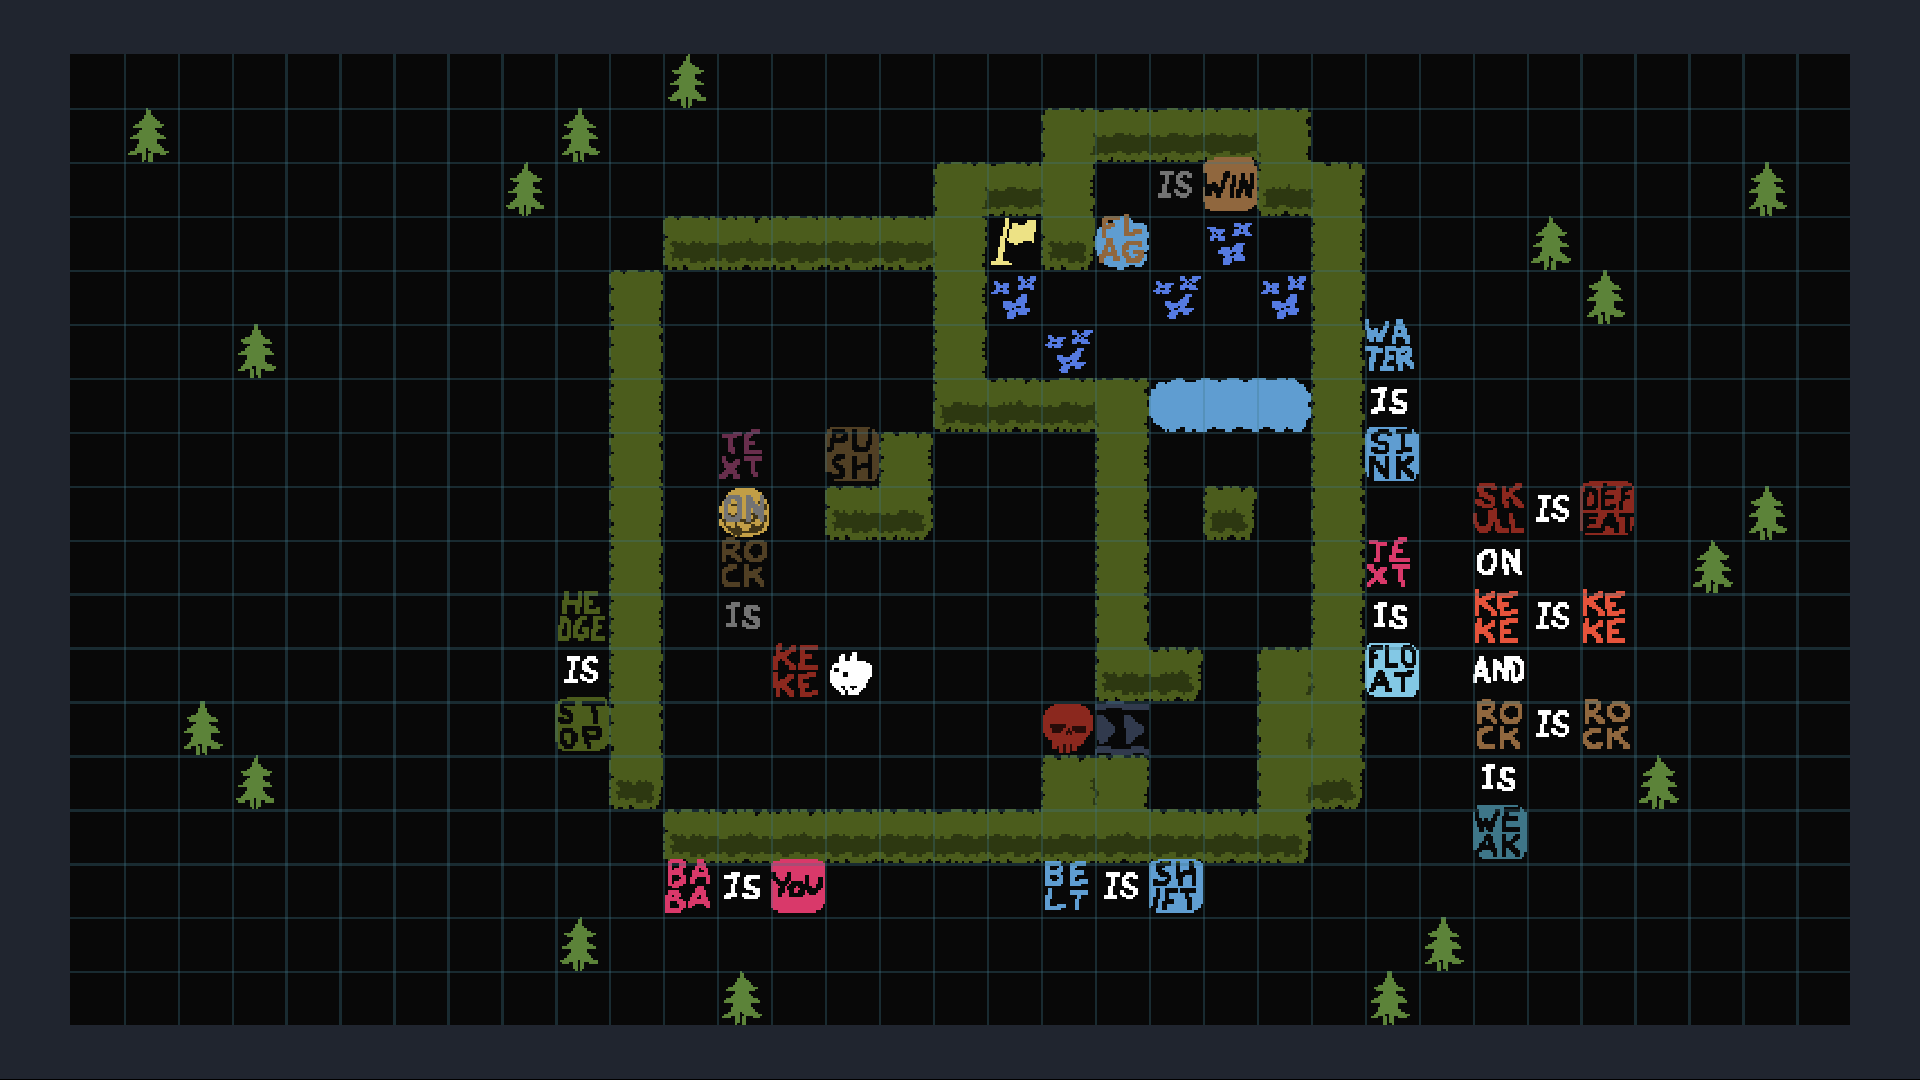 IS WIN
FLAG
WATER
IS
TEXT PUSH SINK
ON SKULL IS DEFEAT
ROCK TEXT ON
HEDGE IS IS KEKE IS KEKE
IS KEKE FLOAT AND
STOP ROCK IS ROCK
IS
WEAK
BABA IS YOU BELT IS SHIFT